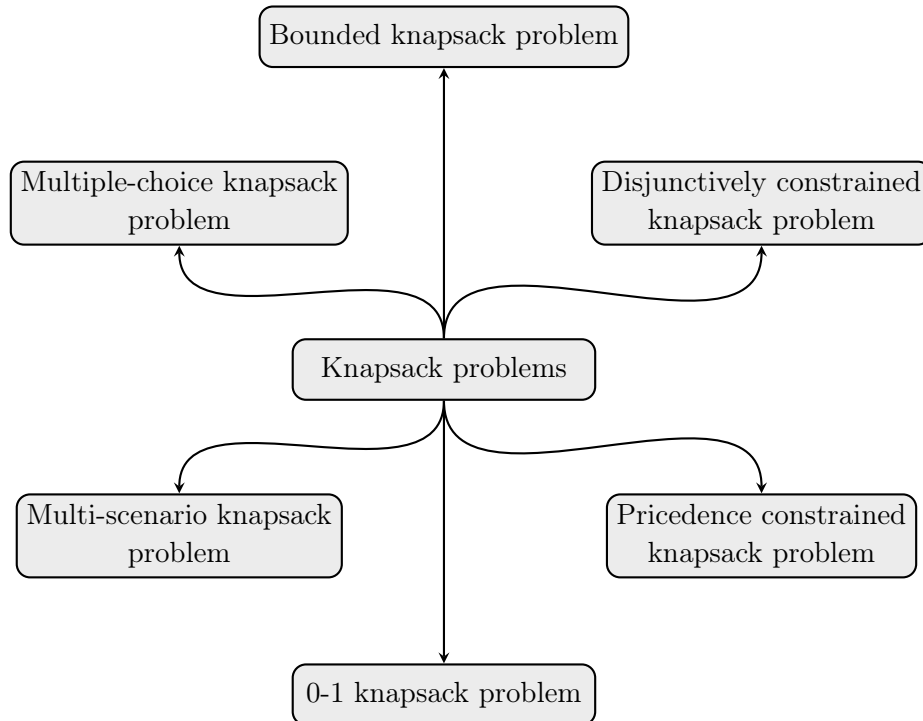 Bounded knapsack problem
Multiple-choice knapsack
problem
Disjunctively constrained
knapsack problem
Knapsack problems
Multi-scenario knapsack
problem
Pricedence constrained
knapsack problem
0-1 knapsack problem